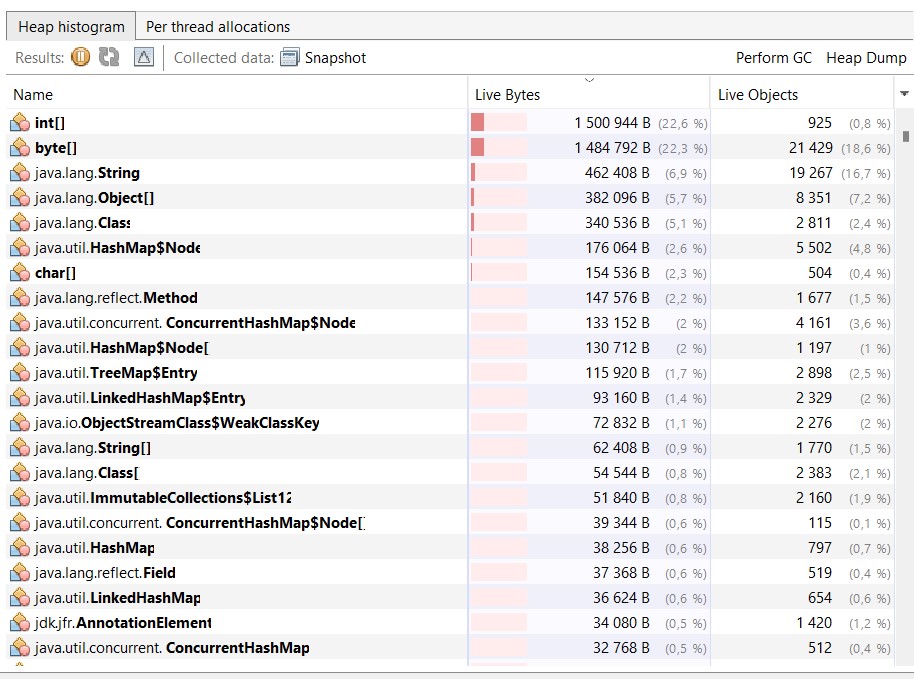 Heap histogram Per thread allocations
Results: Collected data: Snapshot Perform GC Heap Dump
Name Live Bytes Live Objects
int[] 1 500 944 B (22,6 %) 925 (0,8 %)
byte[] 1 484 792 B (22,3 %) 21 429 (18,6 %)
java.lang.String 462 408 B (6,9 %) 19 267 (16,7 %)
java.lang.Object[] 382 096 B (5,7 %) 8 351 (7,2 %)
java.lang.Class 340 536 B (5,1 %) 2 811 (2,4 %)
java.util.HashMap$Node 176 064 B (2,6 %) 5 502 (4,8 %)
char[] 154 536 B (2,3 %) 504 (0,4 %)
java.lang.reflect.Method 147 576 B (2,2 %) 1 677 (1,5 %)
java.util.concurrent. ConcurrentHashMap$Node 133 152 B (2 %) 4 161 (3,6 %)
java.util.HashMap$Node[ 130 712 B (2 %) 1 197 (1 %)
java.util.TreeMap$Entry 115 920 B (1,7 %) 2 898 (2,5 %)
java.util.LinkedHashMap$Entry 93 160 B (1,4 %) 2 329 (2 %)
java.io.ObjectStreamClass$WeakClassKey 72 832 B (1,1 %) 2 276 (2 %)
java.lang.String[] 62 408 B (0,9 %) 1 770 (1,5 %)
java.lang.Class[ 54 544 B (0,8 %) 2 383 (2,1 %)
java.util.ImmutableCollections$List12 51 840 B (0,8 %) 2 160 (1,9 %)
java.util.concurrent. ConcurrentHashMap$Node[] 39 344 B (0,6 %) 115 (0,1 %)
java.util.HashMap 38 256 B (0,6 %) 797 (0,7 %)
java.lang.reflect.Field 37 368 B (0,6 %) 519 (0,4 %)
java.util.LinkedHashMap 36 624 B (0,6 %) 654 (0,6 %)
jdk.jfr.AnnotationElement 34 080 B (0,5 %) 1 420 (1,2 %)
java.util.concurrent. ConcurrentHashMap 32 768 B (0,5 %) 512 (0,4 %)